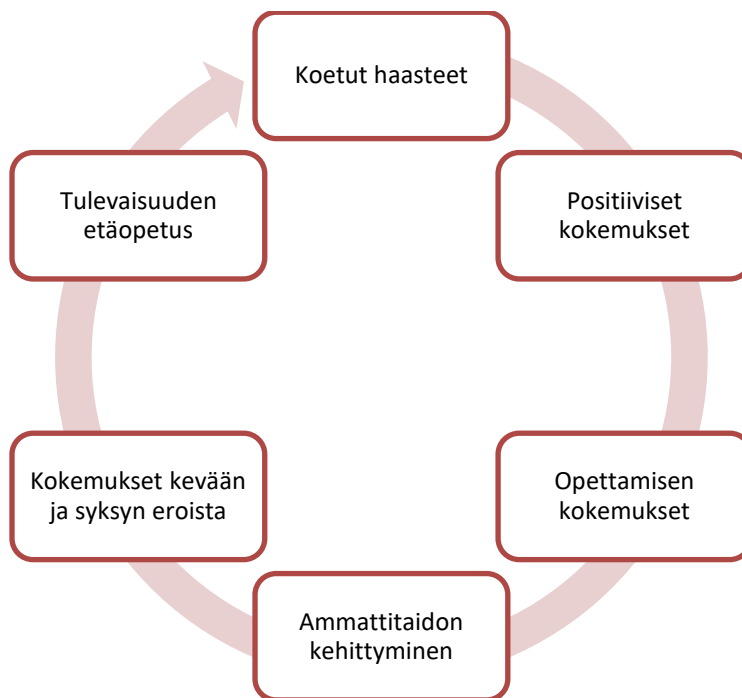 Koetut haasteet
Positiiviset
kokemukset
Opettamisen
kokemukset
Ammattitaidon
kehittyminen
Kokemukset kevään
ja syksyn eroista
Tulevaisuuden
etäopetus